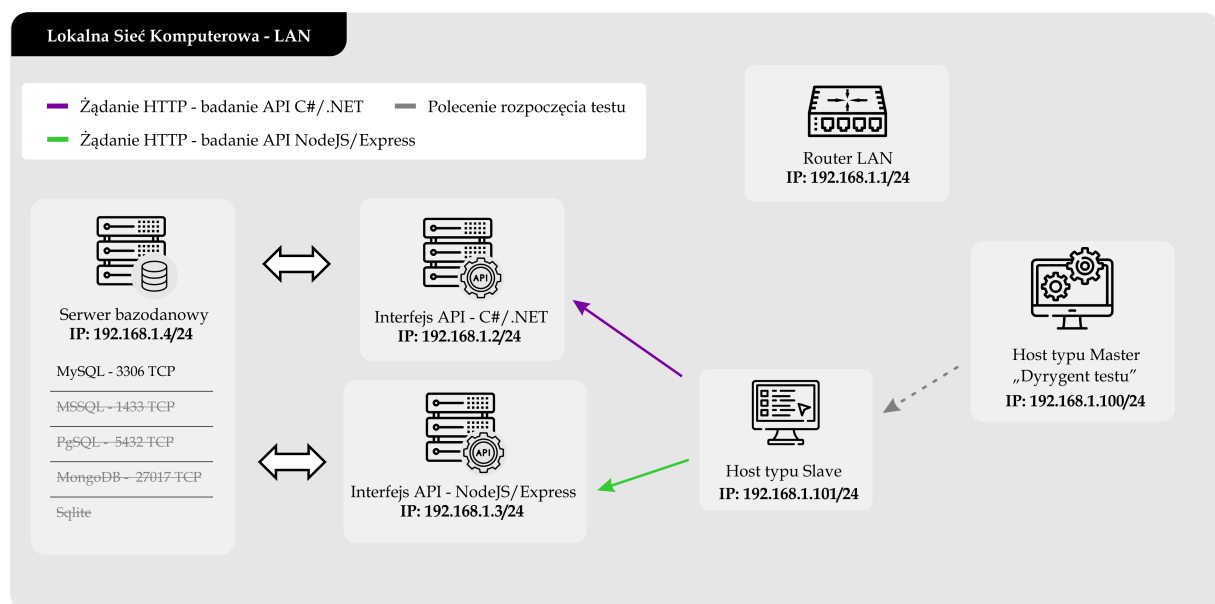 Lokalna Sieć Komputerowa - LAN
Żądanie HTTP - badanie API C#/.NET
Polecenie rozpoczęcia testu
Żądanie HTTP - badanie API NodeJS/Express
Router LAN
IP: 192.168.1.1/24
Serwer bazodanowy
IP: 192.168.1.4/24
MySQL - 3306 TCP
MSSQL - 1433 TCP
PgSQL - 5432 TCP
MongoDB - 27017 TCP
Sqlite
API
Interfejs API - C#/.NET
IP: 192.168.1.2/24
API
Interfejs API - NodeJS/Express
IP: 192.168.1.3/24
Host typu Slave
IP: 192.168.1.101/24
Host typu Master
„Dyrygent testu”
IP: 192.168.1.100/24